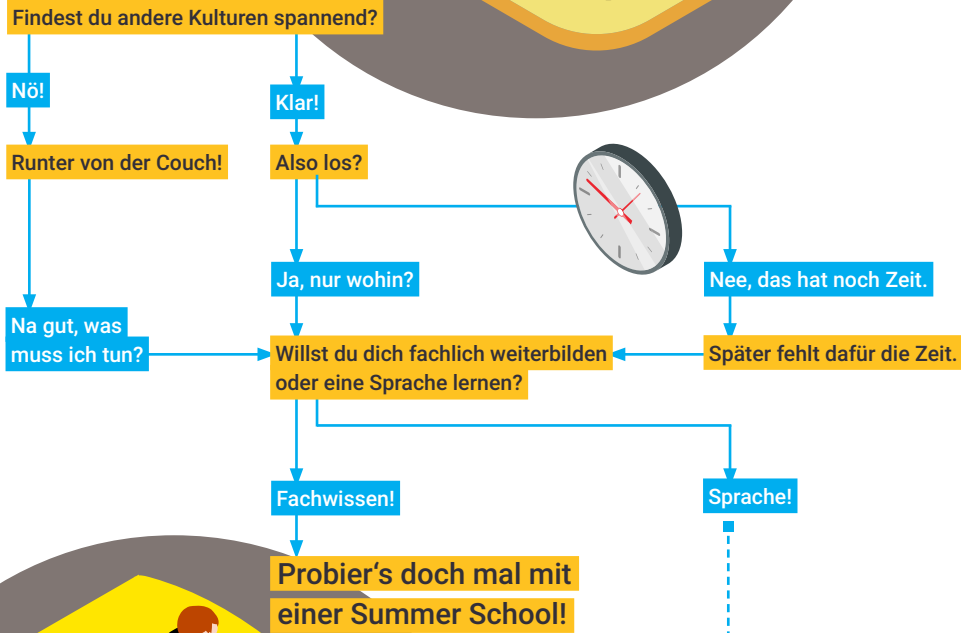 Findest du andere Kulturen spannend?
Nö!
Klar!
Runter von der Couch!
Also los?
Ja, nur wohin?
Nee, das hat noch Zeit.
Na gut, was
muss ich tun?
Willst du dich fachlich weiterbilden
oder eine Sprache lernen?
Später fehlt dafür die Zeit.
Fachwissen!
Sprache!
Probier‘s doch mal mit
einer Summer School!